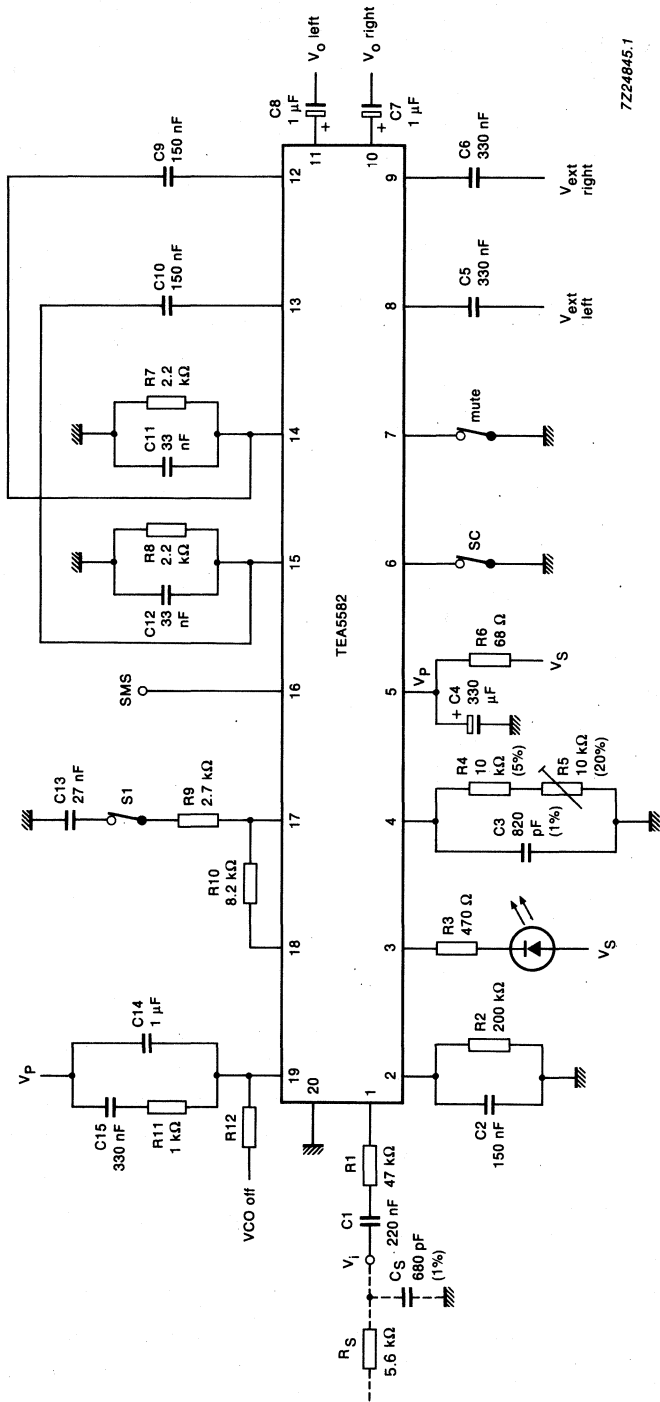 7Z24845.1
C8
1 µF
V₀ left
+
11
V₀ right
C7
1 µF
+
10
C9
150 nF
12
C10
150 nF
13
R7
2.2
kΩ
C11
33
nF
14
R8
2.2
kΩ
C12
33
nF
15
SMS
16
C13
27 nF
S1
R9
2.7 kΩ
17
R10
8.2 kΩ
18
VP
C14
1 µF
C15
330 nF
R11
1 kΩ
R12
VCO off
19
20
TEA5582
1
R1
47 kΩ
C1
220 nF
Vi
CS
680 pF
(1%)
RS
5.6 kΩ
2
R2
200 kΩ
C2
150 nF
3
R3
470 Ω
VS
4
R4
10
kΩ
(5%)
R5
10 kΩ
(20%)
C3
820
pF
(1%)
5
VP
+ C4
330
µF
R6
68 Ω
VS
6
SC
7
mute
8
C5
330 nF
Vext
left
9
C6
330 nF
Vext
right